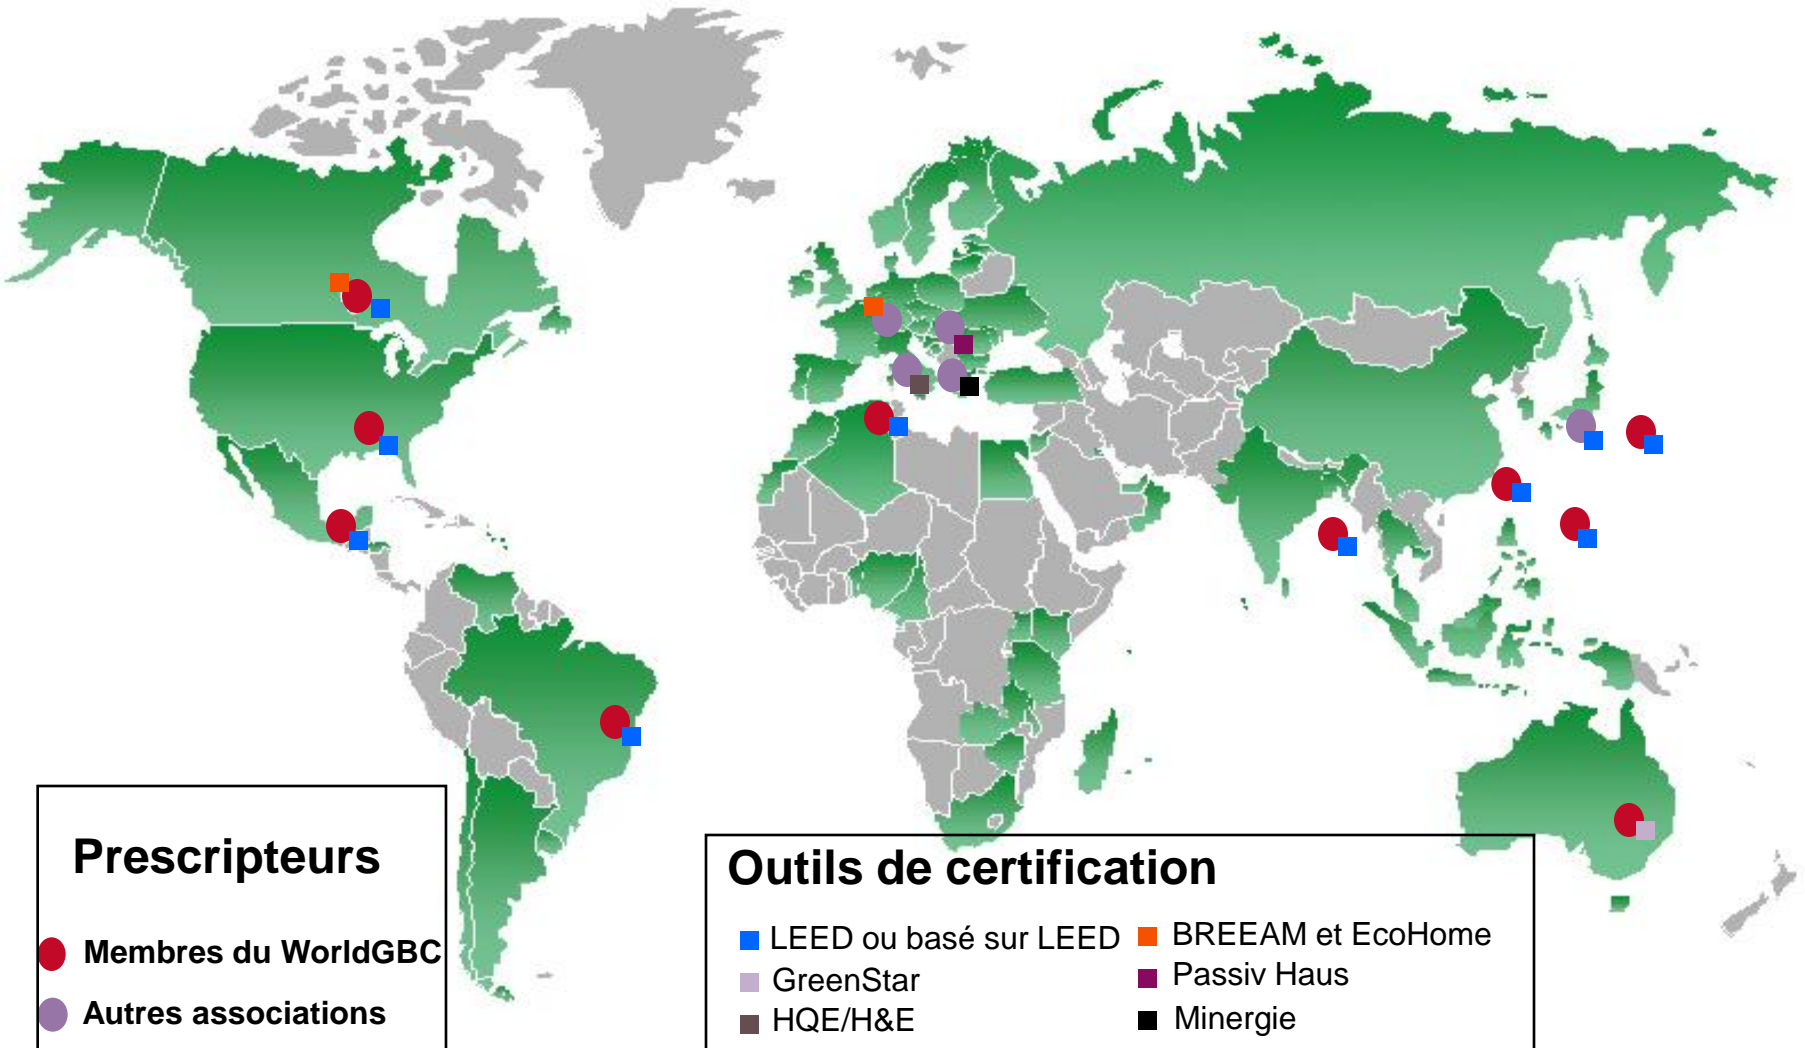 Prescripteurs
Membres du WorldGBC
Autres associations
Outils de certification
LEED ou basé sur LEED
BREEAM et EcoHome
GreenStar
Passiv Haus
HQE/H&E
Minergie